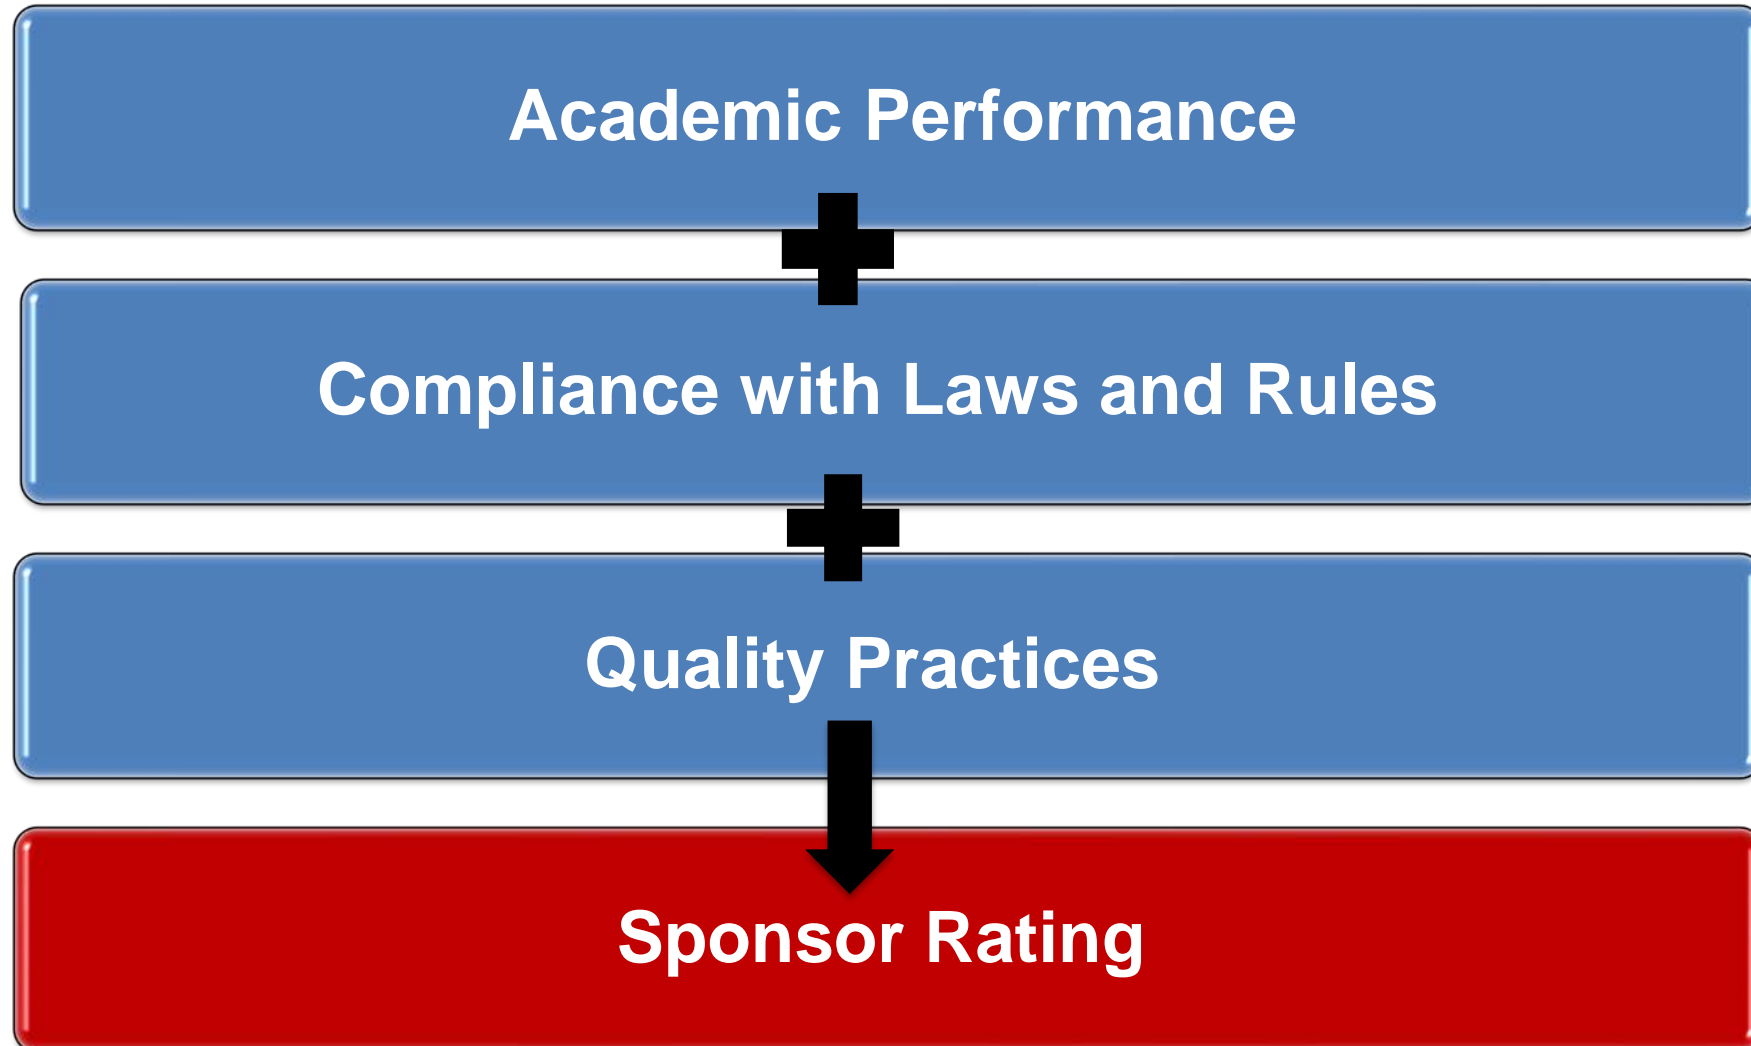 Academic Performance
Compliance with Laws and Rules
Quality Practices
Sponsor Rating